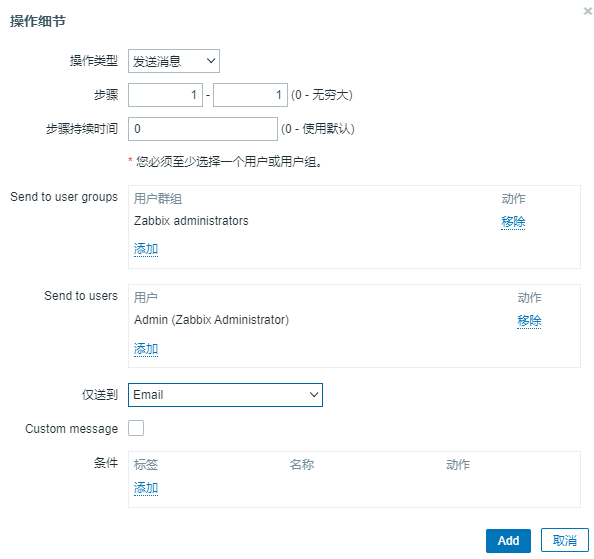 操作细节
操作类型 发送消息
步骤 1 - 1 (0 - 无穷大)
步骤持续时间 0 (0 - 使用默认)
* 您必须至少选择一个用户或用户组。
Send to user groups 用户群组 动作
Zabbix administrators 移除
添加
Send to users 用户 动作
Admin (Zabbix Administrator) 移除
添加
仅送到 Email
Custom message
条件 标签 名称 动作
添加
Add 取消